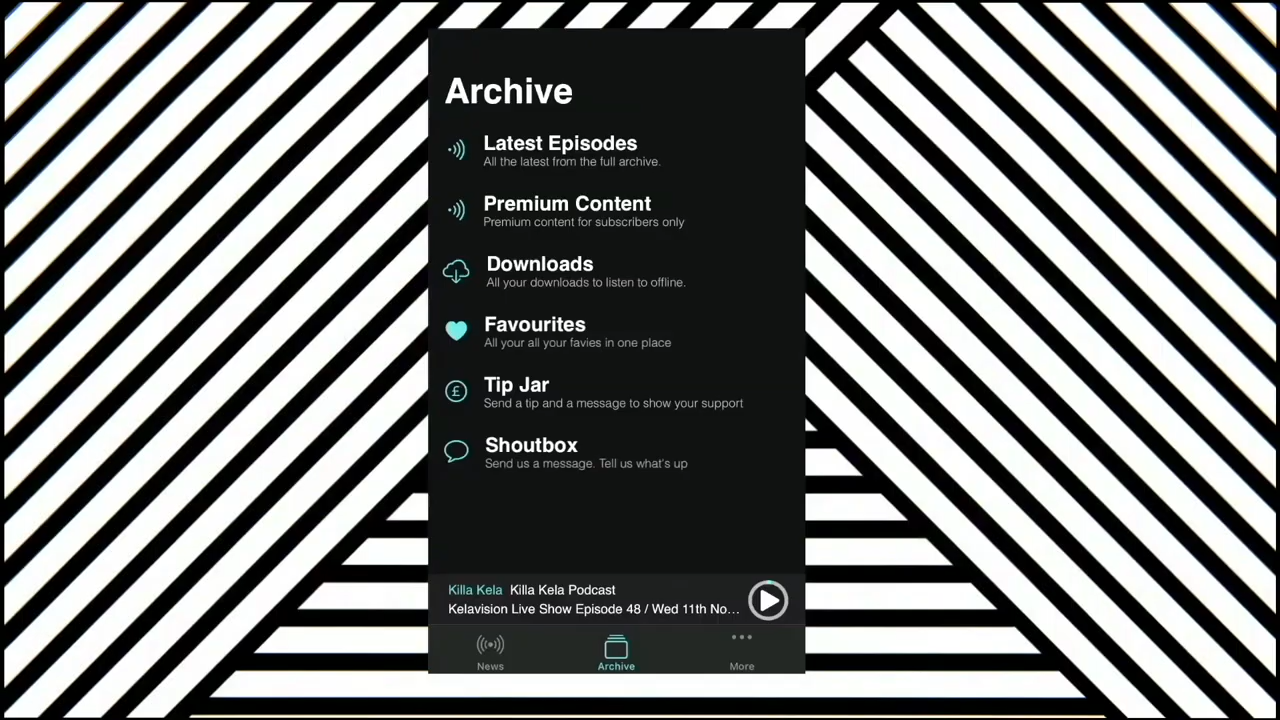 Archive
Latest Episodes
All the latest from the full archive.
Premium Content
Premium content for subscribers only
Downloads
All your downloads to listen to offline.
Favourites
All your all your favies in one place
Tip Jar
Send a tip and a message to show your support
Shoutbox
Send us a message. Tell us what's up
Killa Kela Killa Kela Podcast
Kelavision Live Show Episode 48 / Wed 11th No...
News Archive More